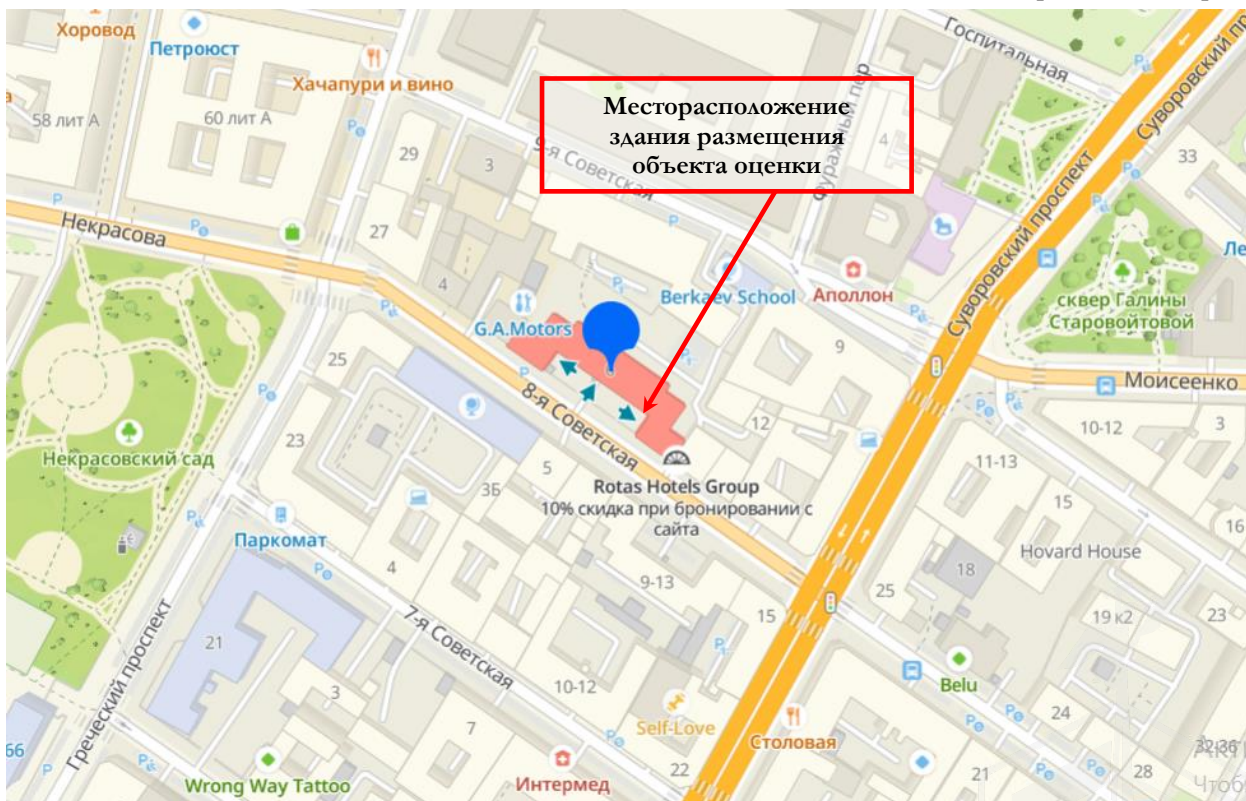 Хоровод
Петроюст
Хачапури и вино
Госпитальная
Суворовский
58 лит А
60 лит А
Месторасположение
здания размещения
объекта оценки
Фуражный пер
4
33
29
3
9-я Советская
Некрасова
27
Суворовский проспект
4
Berkaev School
Аполлон
сквер Галины
Старовойтовой
G.A.Motors
25
9
8-я Советская
Моисеенко
12
10-12
3
Некрасовский сад
23
5
3Б
Rotas Hotels Group
10% скидка при бронировании с
сайта
11-13
15
16
Паркомат
Hovard House
4
9-13
18
25
15
19 к2
23
21
7-я Советская
Греческий проспект
3
10-12
Belu
7
Self-Love
24
Столовая
66
32-36
Wrong Way Tattoo
Интермед
22
21
28